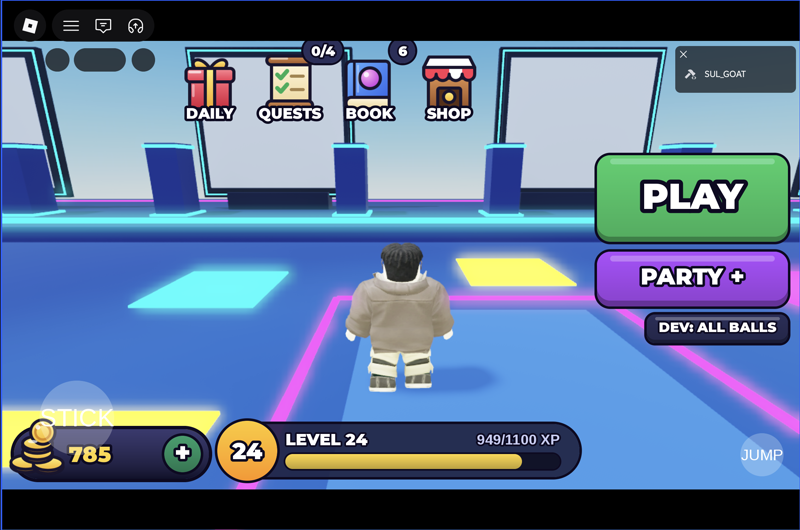 0/4
6
DAILY
QUESTS
BOOK
SHOP
SUL_GOAT
PLAY
PARTY +
DEV: ALL BALLS
STICK
785
+
24
LEVEL 24
949/1100 XP
JUMP